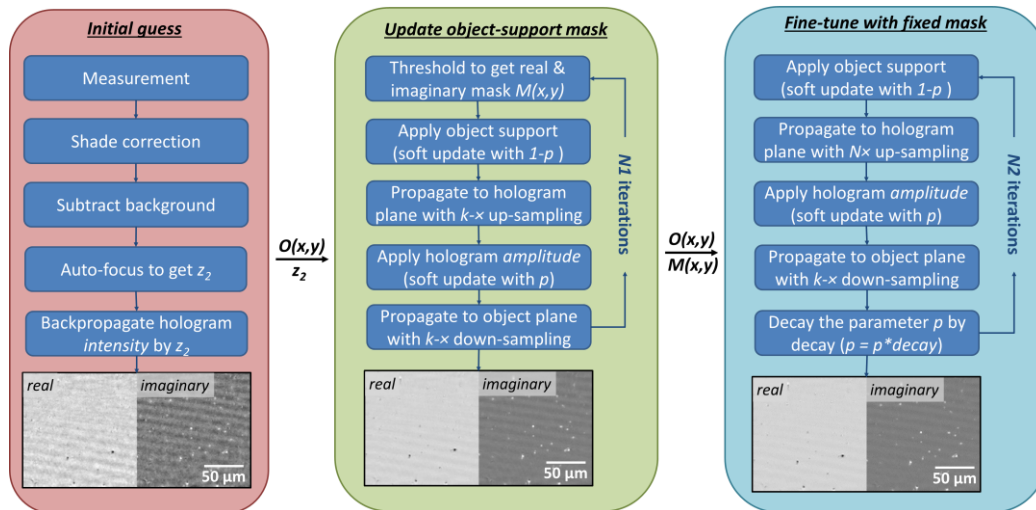 Initial guess
Measurement
Shade correction
Subtract background
Auto-focus to get z₂
Backpropagate hologram
intensity by z₂
real
imaginary
50 μm
O(x,y)
z₂
Update object-support mask
Threshold to get real &
imaginary mask M(x,y)
Apply object support
(soft update with 1-p )
Propagate to hologram
plane with k-× up-sampling
Apply hologram amplitude
(soft update with p)
Propagate to object plane
with k-× down-sampling
N1 iterations
real
imaginary
50 μm
O(x,y)
M(x,y)
Fine-tune with fixed mask
Apply object support
(soft update with 1-p )
Propagate to hologram
plane with N× up-sampling
Apply hologram amplitude
(soft update with p)
Propagate to object plane
with k-× down-sampling
Decay the parameter p by
decay (p = p*decay)
N2 iterations
real
imaginary
50 μm